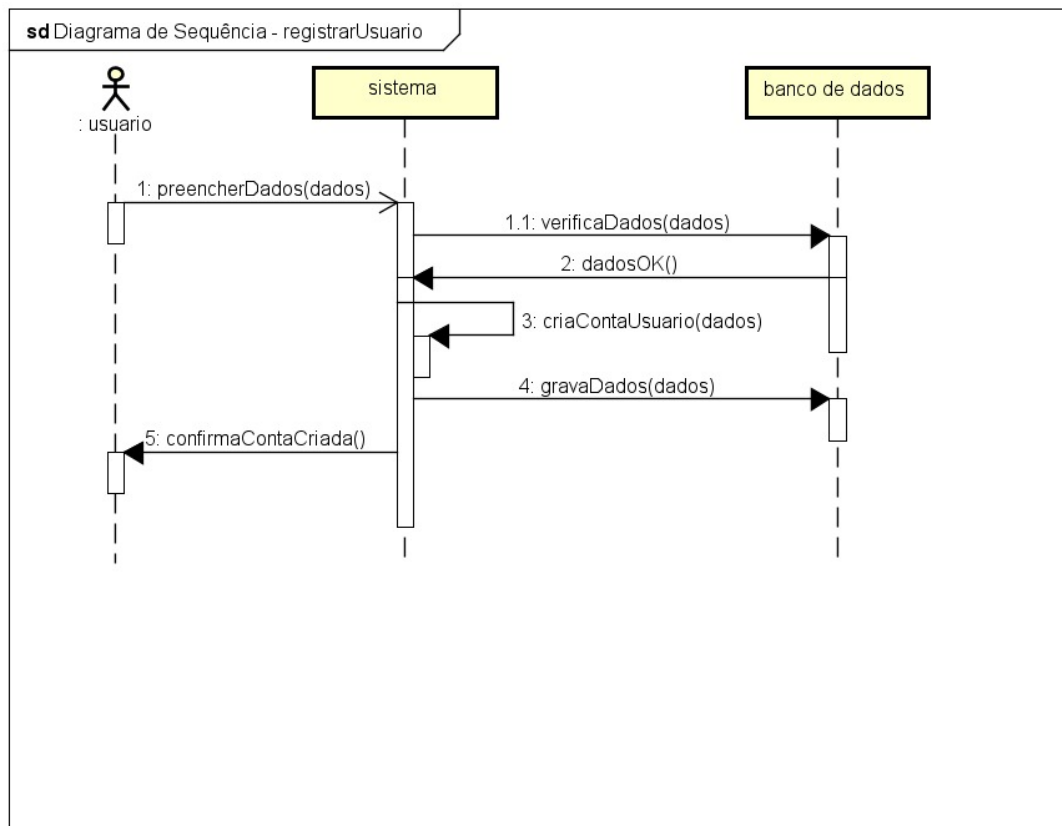 sd Diagrama de Sequência - registrarUsuario
sistema
banco de dados
: usuario
1: preencherDados(dados)
1.1: verificaDados(dados)
2: dadosOK()
3: criaContaUsuario(dados)
4: gravaDados(dados)
5: confirmaContaCriada()